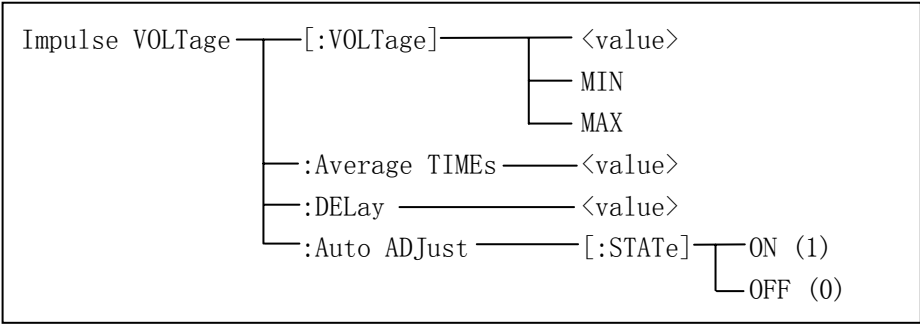 Impulse VOLTage [:VOLTage] <value>
MIN
MAX
:Average TIMEs <value>
:DELay <value>
:Auto ADJust [:STATe] ON (1)
OFF (0)